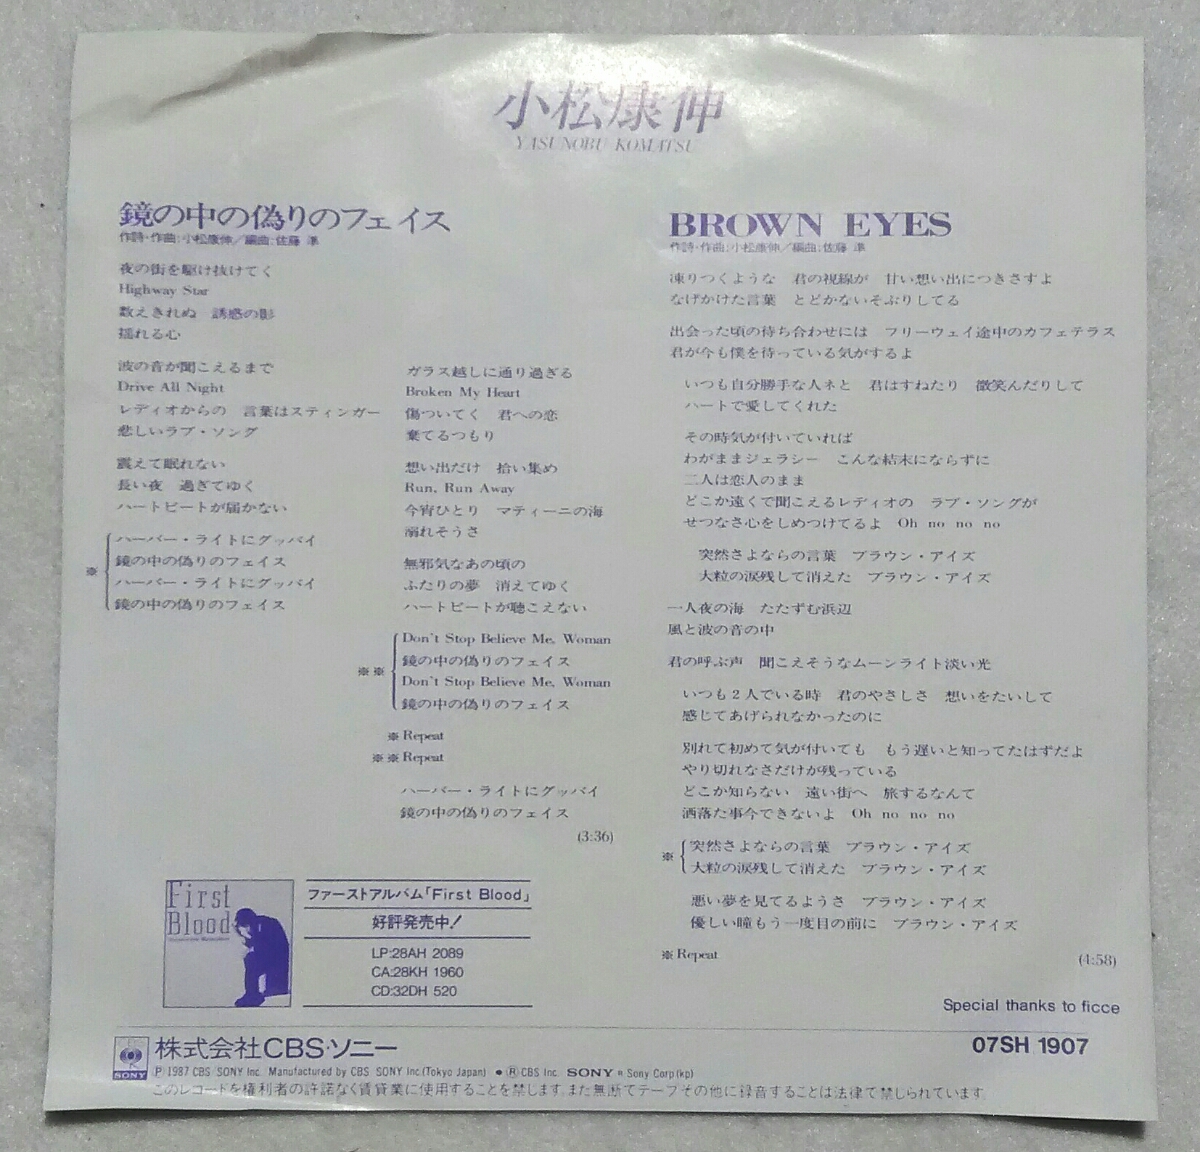 小松康伸
YASUNOBU KOMATSU
鏡の中の偽りのフェイス
作詩・作曲:小松康伸/編曲:佐藤 準
夜の街を駆け抜けてく
Highway Star
数えきれぬ 誘惑の影
揺れる心
波の音が聞こえるまで
Drive All Night
レディオからの 言葉はスティンガー
悲しいラブ・ソング
震えて眠れない
長い夜 過ぎてゆく
ハートビートが届かない
※
ハーバー・ライトにグッバイ
鏡の中の偽りのフェイス
ハーバー・ライトにグッバイ
鏡の中の偽りのフェイス
ガラス越しに通り過ぎる
Broken My Heart
傷ついてく 君への恋
棄てるつもり
想い出だけ 拾い集め
Run, Run Away
今宵ひとり マティーニの海
溺れそうさ
無邪気なあの頃の
ふたりの夢 消えてゆく
ハートビートが聴こえない
※※
Don't Stop Believe Me, Woman
鏡の中の偽りのフェイス
Don't Stop Believe Me, Woman
鏡の中の偽りのフェイス
※Repeat
※※Repeat
ハーバー・ライトにグッバイ
鏡の中の偽りのフェイス
(3:36)
BROWN EYES
作詩・作曲:小松康伸/編曲:佐藤 準
凍りつくような 君の視線が 甘い想い出につきさすよ
なげかけた言葉 とどかないそぶりしてる
出会った頃の待ち合わせには フリーウェイ途中のカフェテラス
君が今も僕を待っている気がするよ
いつも自分勝手な人ネと 君はすねたり 微笑んだりして
ハートで愛してくれた
その時気が付いていれば
わがままジェラシー こんな結末にならずに
二人は恋人のまま
どこか遠くで聞こえるレディオの ラブ・ソングが
せつなさ心をしめつけてるよ Oh no no no
突然さよならの言葉 ブラウン・アイズ
大粒の涙残して消えた ブラウン・アイズ
一人夜の海 たたずむ浜辺
風と波の音の中
君の呼ぶ声 聞こえそうなムーンライト淡い光
いつも2人でいる時 君のやさしさ 想いをたいして
感じてあげられなかったのに
別れて初めて気が付いても もう遅いと知ってたはずだよ
やり切れなさだけが残っている
どこか知らない 遠い街へ 旅するなんて
洒落た事今できないよ Oh no no no
※
突然さよならの言葉 ブラウン・アイズ
大粒の涙残して消えた ブラウン・アイズ
悪い夢を見てるようさ ブラウン・アイズ
優しい瞳もう一度目の前に ブラウン・アイズ
※Repeat
(4:58)
First
Blood
ファーストアルバム「First Blood」
好評発売中!
LP:28AH 2089
CA:28KH 1960
CD:32DH 520
Special thanks to ficce
SONY
株式会社CBS・ソニー
07SH 1907
Ⓟ1987 CBS/SONY Inc. Manufactured by CBS/SONY Inc.(Tokyo Japan) ●Ⓡ CBS Inc. SONY ® Sony Corp(kp)
このレコードを権利者の許諾なく賃貸業に使用することを禁じます。また無断でテープその他に録音することは法律で禁じられています。